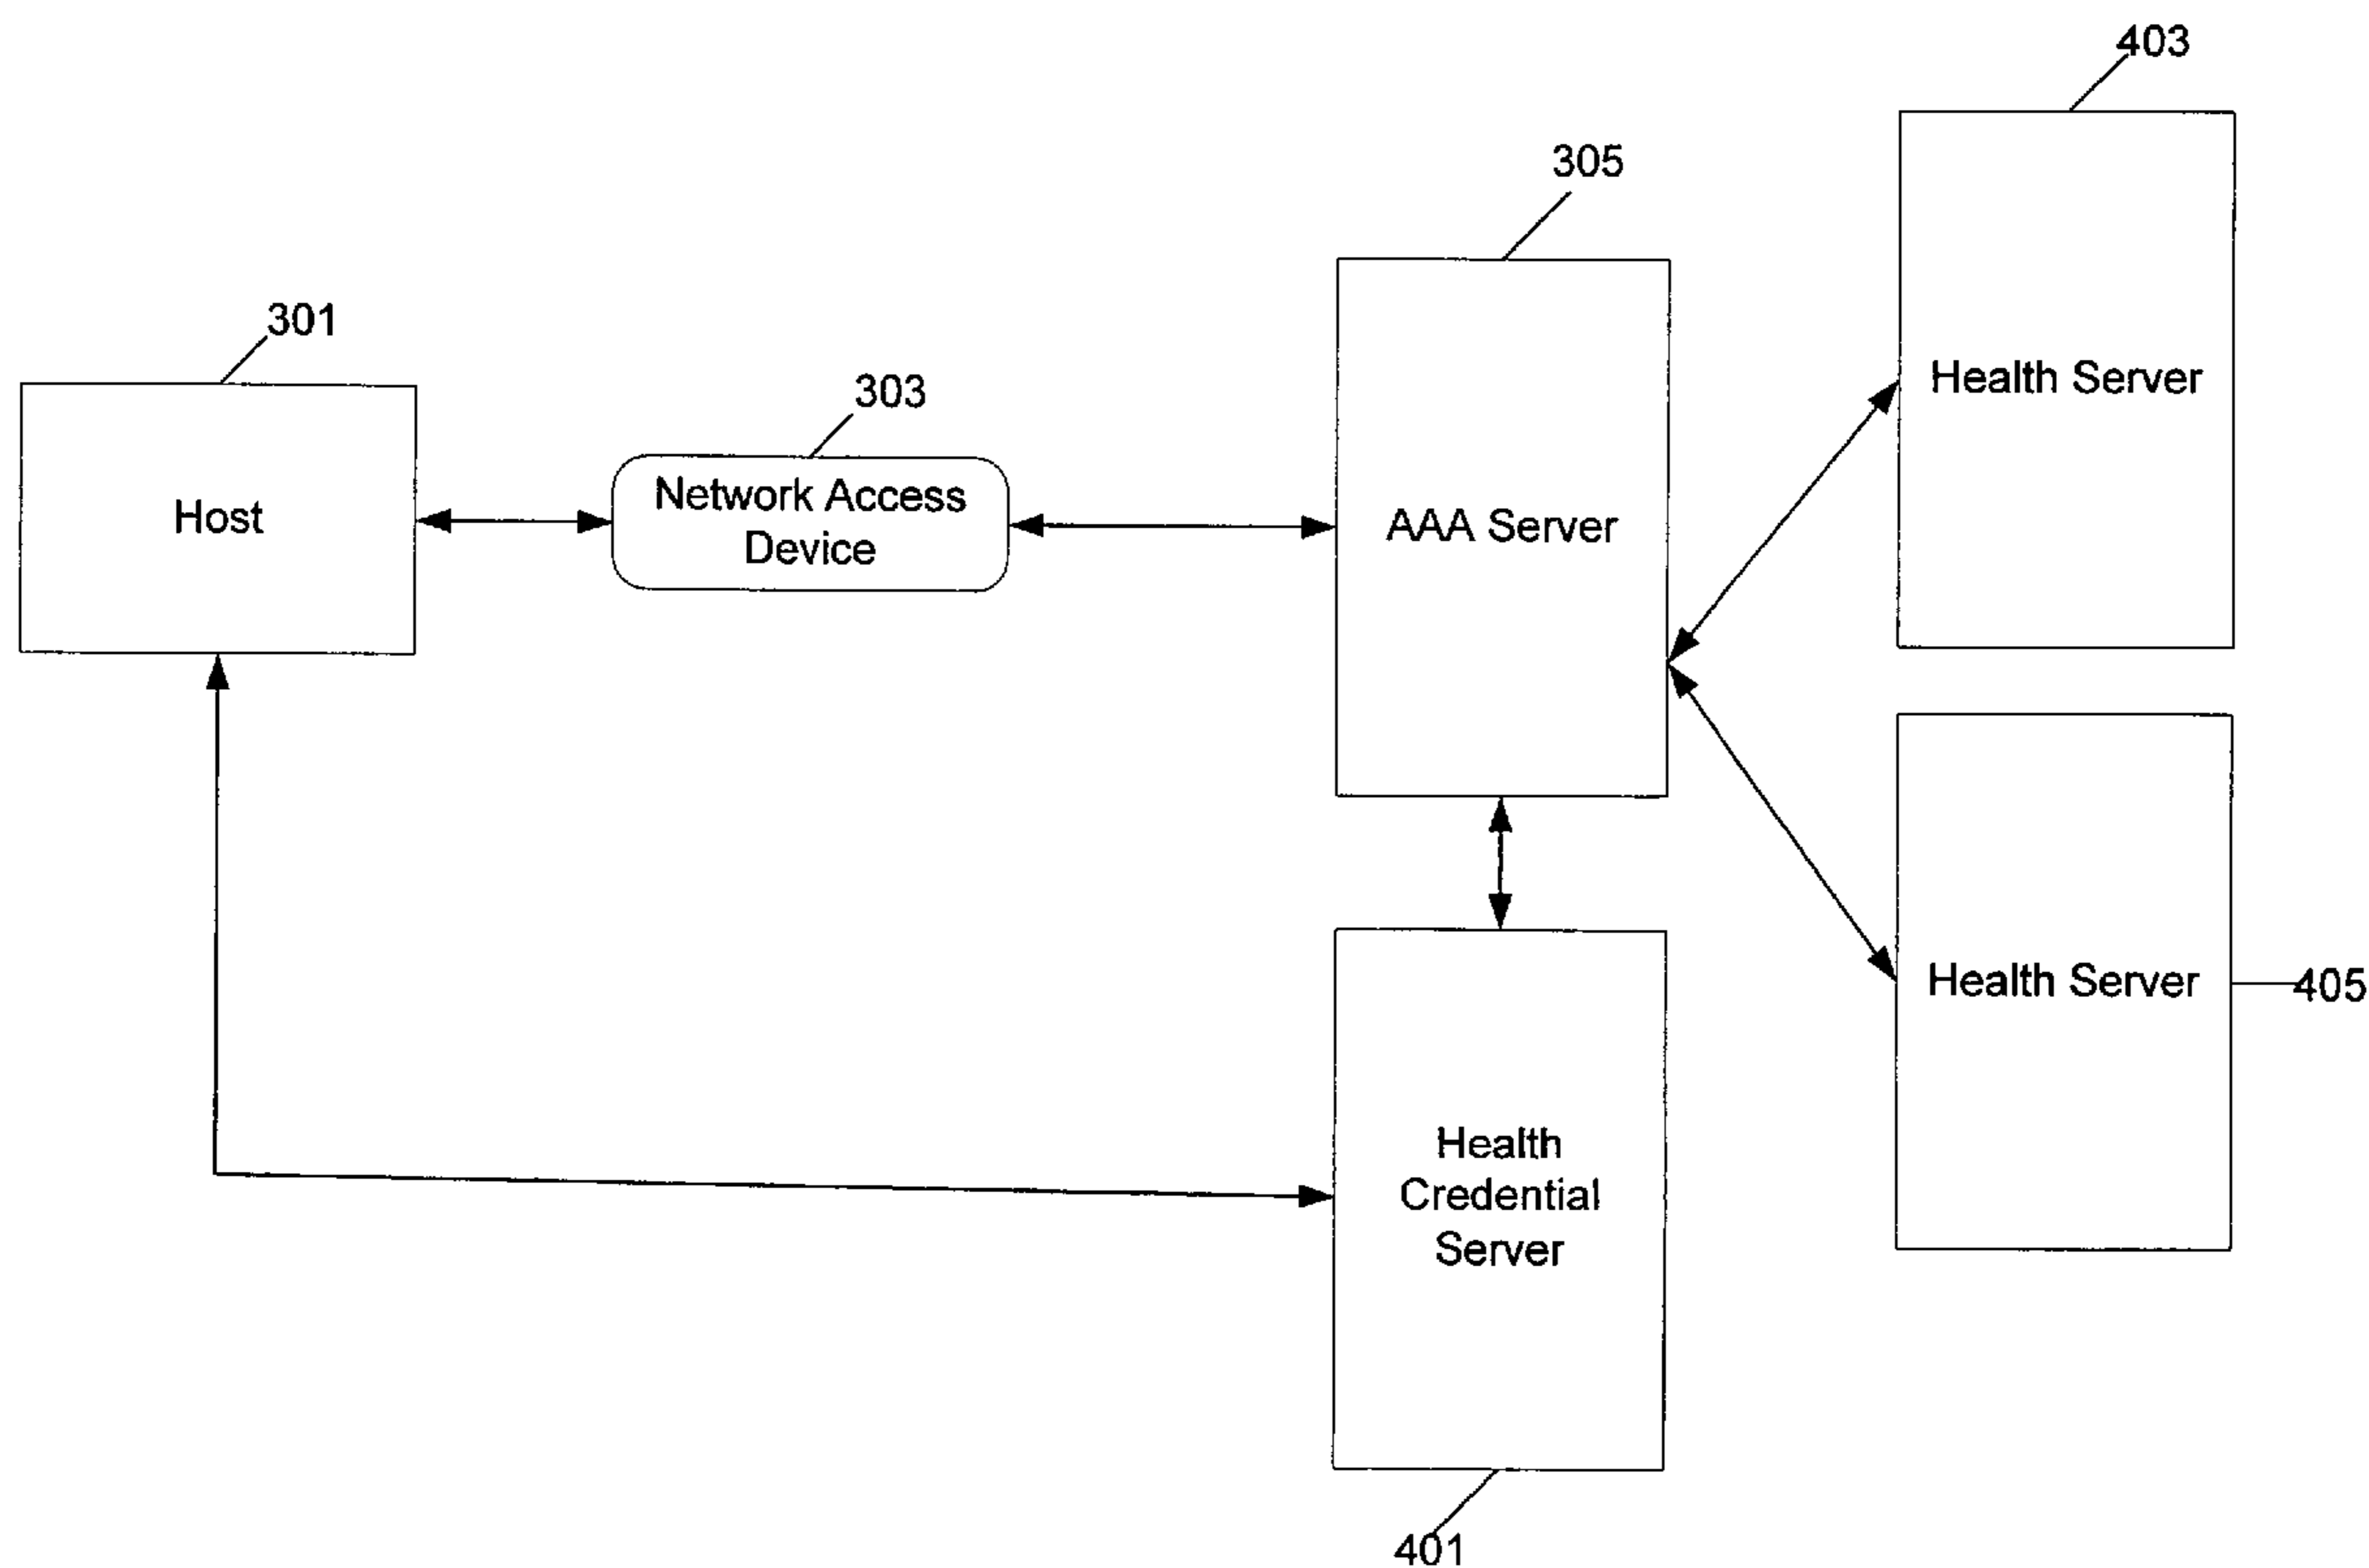 403
305
301
303
Health Server
Network Access
Device
Host
AAA Server
Health Server
405
Health
Credential
Server
401